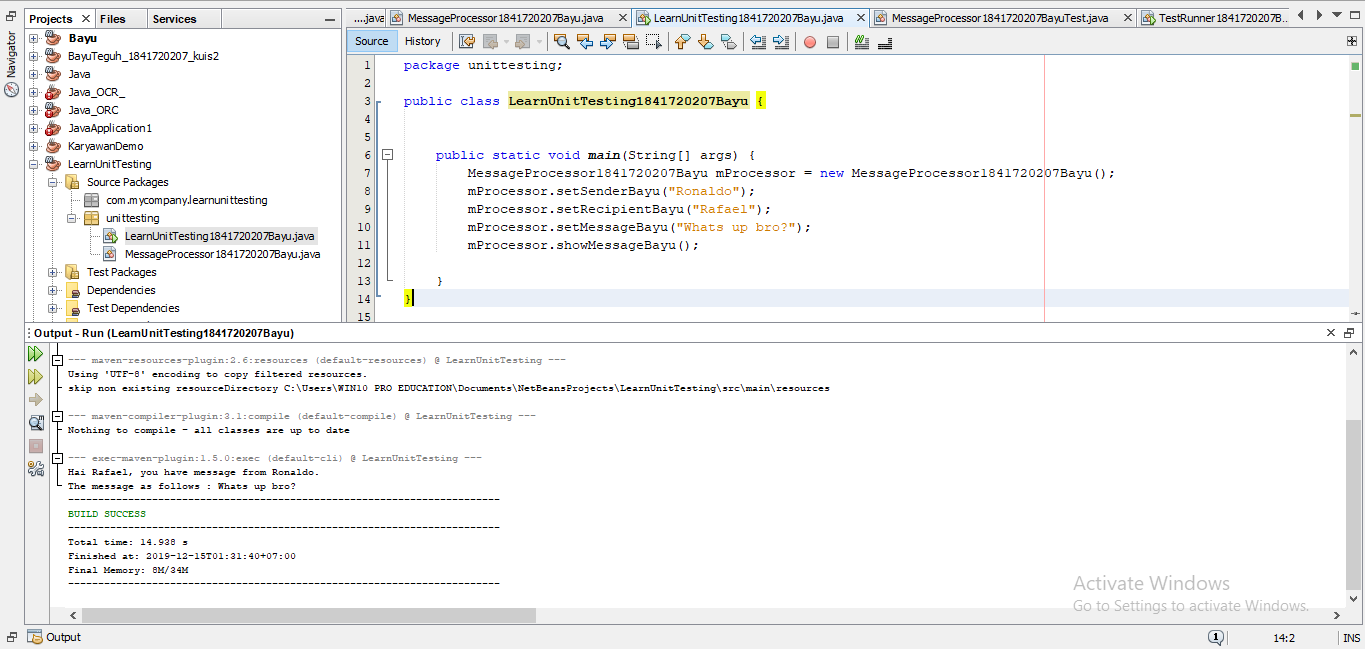 Projects Files Services
Navigator
Bayu
BayuTeguh_1841720207_kuis2
Java
Java_OCR_
Java_ORC
JavaApplication1
KaryawanDemo
LearnUnitTesting
Source Packages
com.mycompany.learnunittesting
unittesting
LearnUnitTesting1841720207Bayu.java
MessageProcessor1841720207Bayu.java
Test Packages
Dependencies
Test Dependencies
....java MessageProcessor1841720207Bayu.java LearnUnitTesting1841720207Bayu.java MessageProcessor1841720207BayuTest.java TestRunner1841720207B...
Source History
1 package unittesting;
2
3 public class LearnUnitTesting1841720207Bayu {
4
5
6 public static void main(String[] args) {
7 MessageProcessor1841720207Bayu mProcessor = new MessageProcessor1841720207Bayu();
8 mProcessor.setSenderBayu("Ronaldo");
9 mProcessor.setRecipientBayu("Rafael");
10 mProcessor.setMessageBayu("Whats up bro?");
11 mProcessor.showMessageBayu();
12
13 }
14 }
15
Output - Run (LearnUnitTesting1841720207Bayu)
--- maven-resources-plugin:2.6:resources (default-resources) @ LearnUnitTesting ---
Using 'UTF-8' encoding to copy filtered resources.
skip non existing resourceDirectory C:\Users\WIN10 PRO EDUCATION\Documents\NetBeansProjects\LearnUnitTesting\src\main\resources
--- maven-compiler-plugin:3.1:compile (default-compile) @ LearnUnitTesting ---
Nothing to compile - all classes are up to date
--- exec-maven-plugin:1.5.0:exec (default-cli) @ LearnUnitTesting ---
Hai Rafael, you have message from Ronaldo.
The message as follows : Whats up bro?
------------------------------------------------------------------------
BUILD SUCCESS
------------------------------------------------------------------------
Total time: 14.938 s
Finished at: 2019-12-15T01:31:40+07:00
Final Memory: 8M/34M
------------------------------------------------------------------------
Activate Windows
Go to Settings to activate Windows.
Output 1 14:2 INS